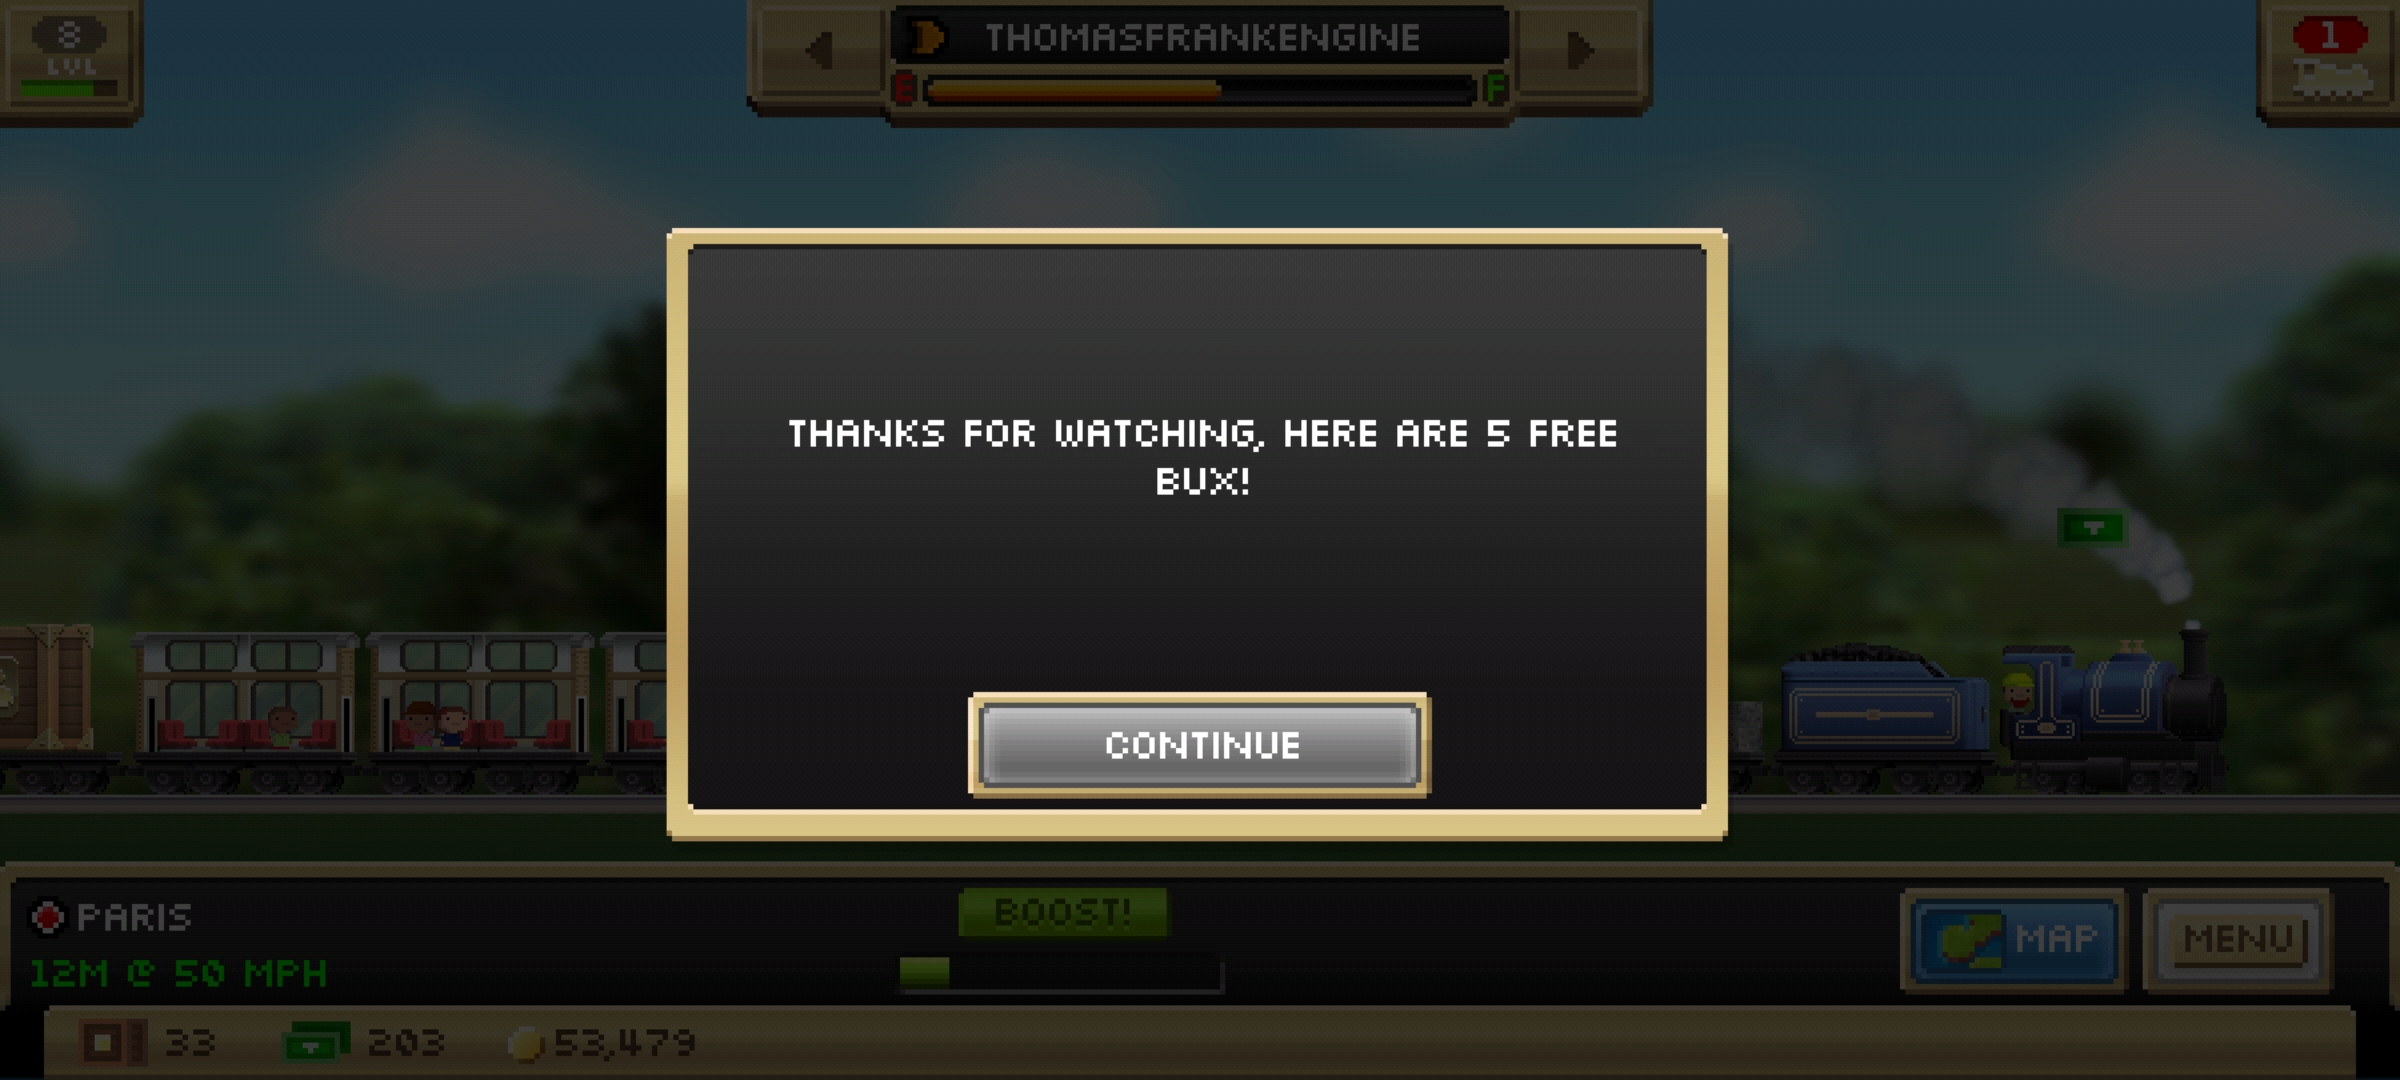 8
LVL
THOMASFRANKENGINE
E
F
1
THANKS FOR WATCHING, HERE ARE 5 FREE
BUX!
CONTINUE
PARIS
12M @ 50 MPH
BOOST!
MAP
MENU
33
203
53,479